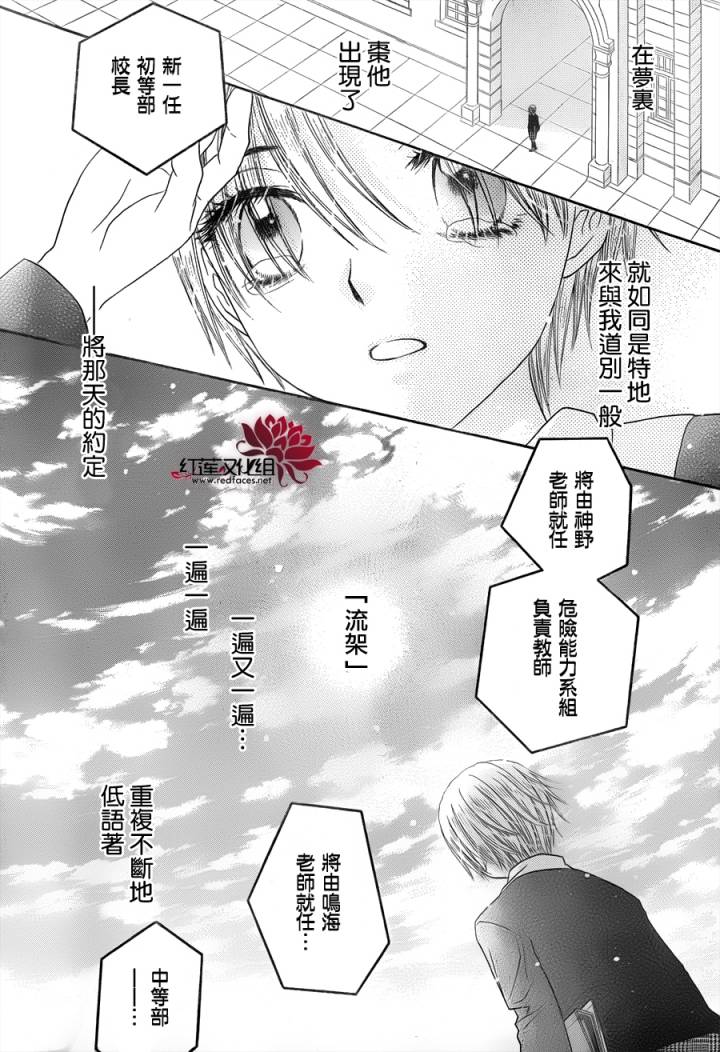 在夢裏
棗他
出現了
新一任
初等部
校長
就如同是特地
來與我道別一般
——將那天的約定
將由神野
老師就任
危險能力系組
負責教師
「流架」
一遍又一遍…
一遍一遍
重複不斷地
低語著
將由鳴海
老師就任…
中等部
——…
红莲汉化组
www.redfaces.net